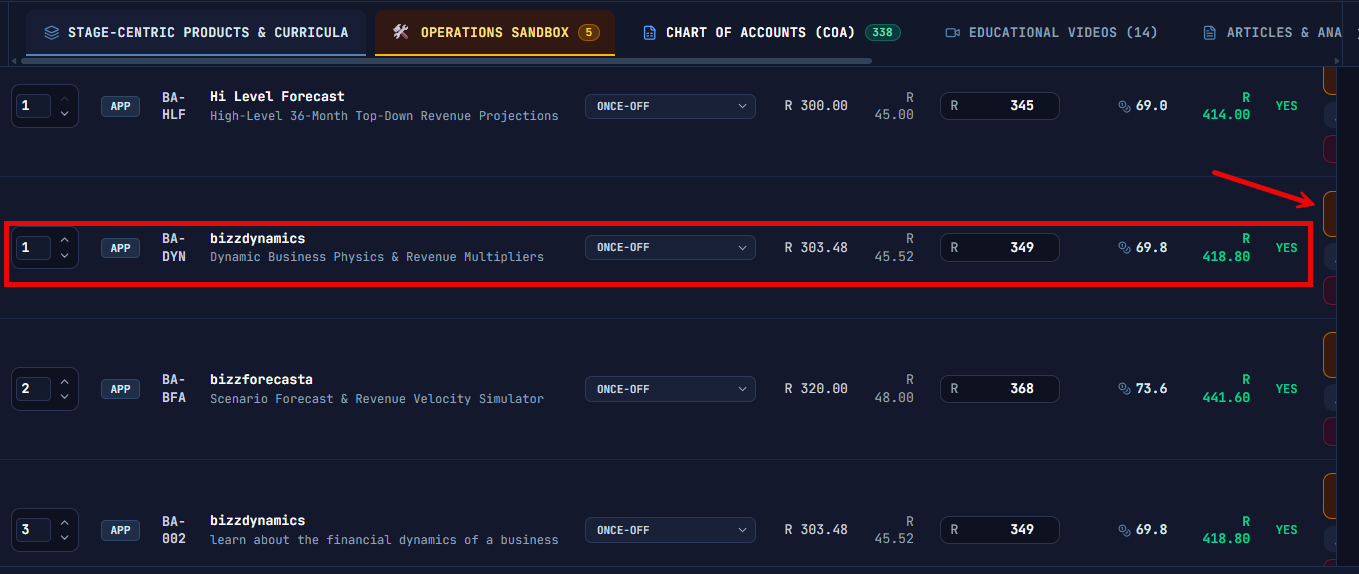 STAGE-CENTRIC PRODUCTS & CURRICULA
OPERATIONS SANDBOX 5
CHART OF ACCOUNTS (COA) 338
EDUCATIONAL VIDEOS (14)
ARTICLES & ANA
1 APP BA-HLF Hi Level Forecast ONCE-OFF R 300.00 R 45.00 R 345 69.0 R 414.00 YES
High-Level 36-Month Top-Down Revenue Projections
1 APP BA-DYN bizzdynamics ONCE-OFF R 303.48 R 45.52 R 349 69.8 R 418.80 YES
Dynamic Business Physics & Revenue Multipliers
2 APP BA-BFA bizzforecasta ONCE-OFF R 320.00 R 48.00 R 368 73.6 R 441.60 YES
Scenario Forecast & Revenue Velocity Simulator
3 APP BA-002 bizzdynamics ONCE-OFF R 303.48 R 45.52 R 349 69.8 R 418.80 YES
learn about the financial dynamics of a business